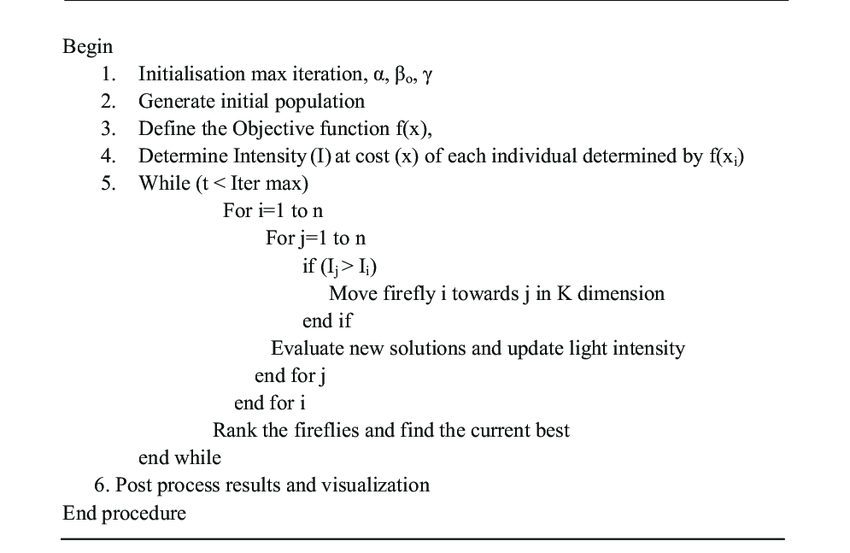 Begin
1. Initialisation max iteration, α, βₒ, γ
2. Generate initial population
3. Define the Objective function f(x),
4. Determine Intensity (I) at cost (x) of each individual determined by f(xᵢ)
5. While (t < Iter max)
For i=1 to n
For j=1 to n
if (Iⱼ > Iᵢ)
Move firefly i towards j in K dimension
end if
Evaluate new solutions and update light intensity
end for j
end for i
Rank the fireflies and find the current best
end while
6. Post process results and visualization
End procedure